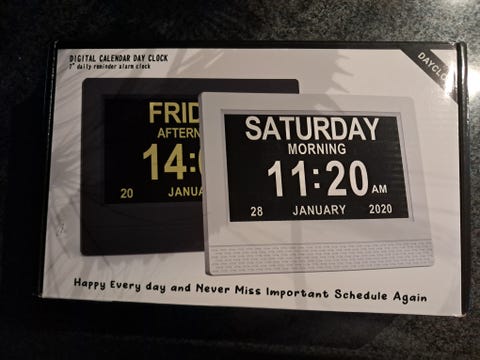 DIGITAL CALENDAR DAY CLOCK
7" daily reminder alarm clock
DAYCLO
FRID
AFTERN
14:
20 JANUA
SATURDAY
MORNING
11:20 AM
28 JANUARY 2020
Happy Every day and Never Miss Important Schedule Again